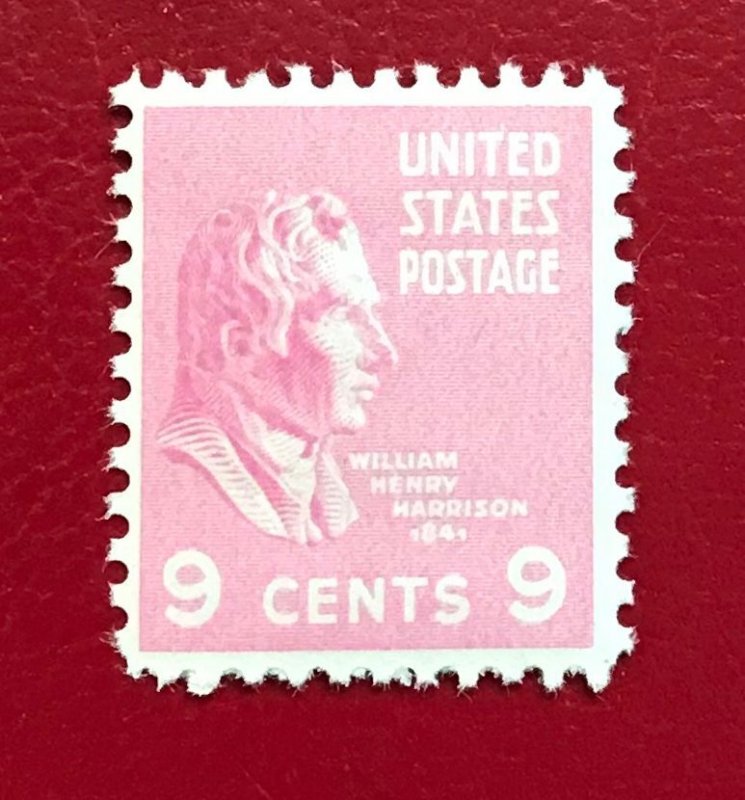 UNITED
STATES
POSTAGE
WILLIAM
HENRY
HARRISON
1841
9 CENTS 9